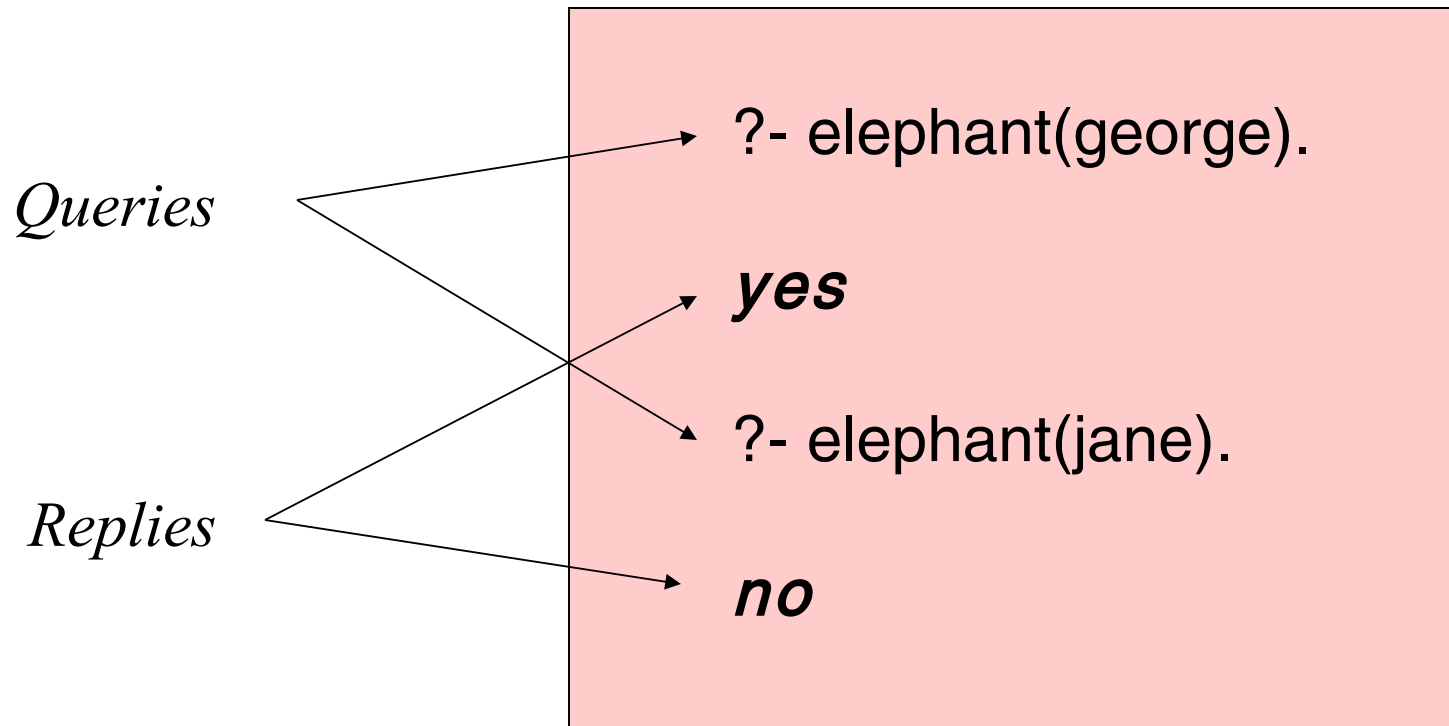 ?- elephant(george).
Queries
yes
?- elephant(jane).
Replies
no